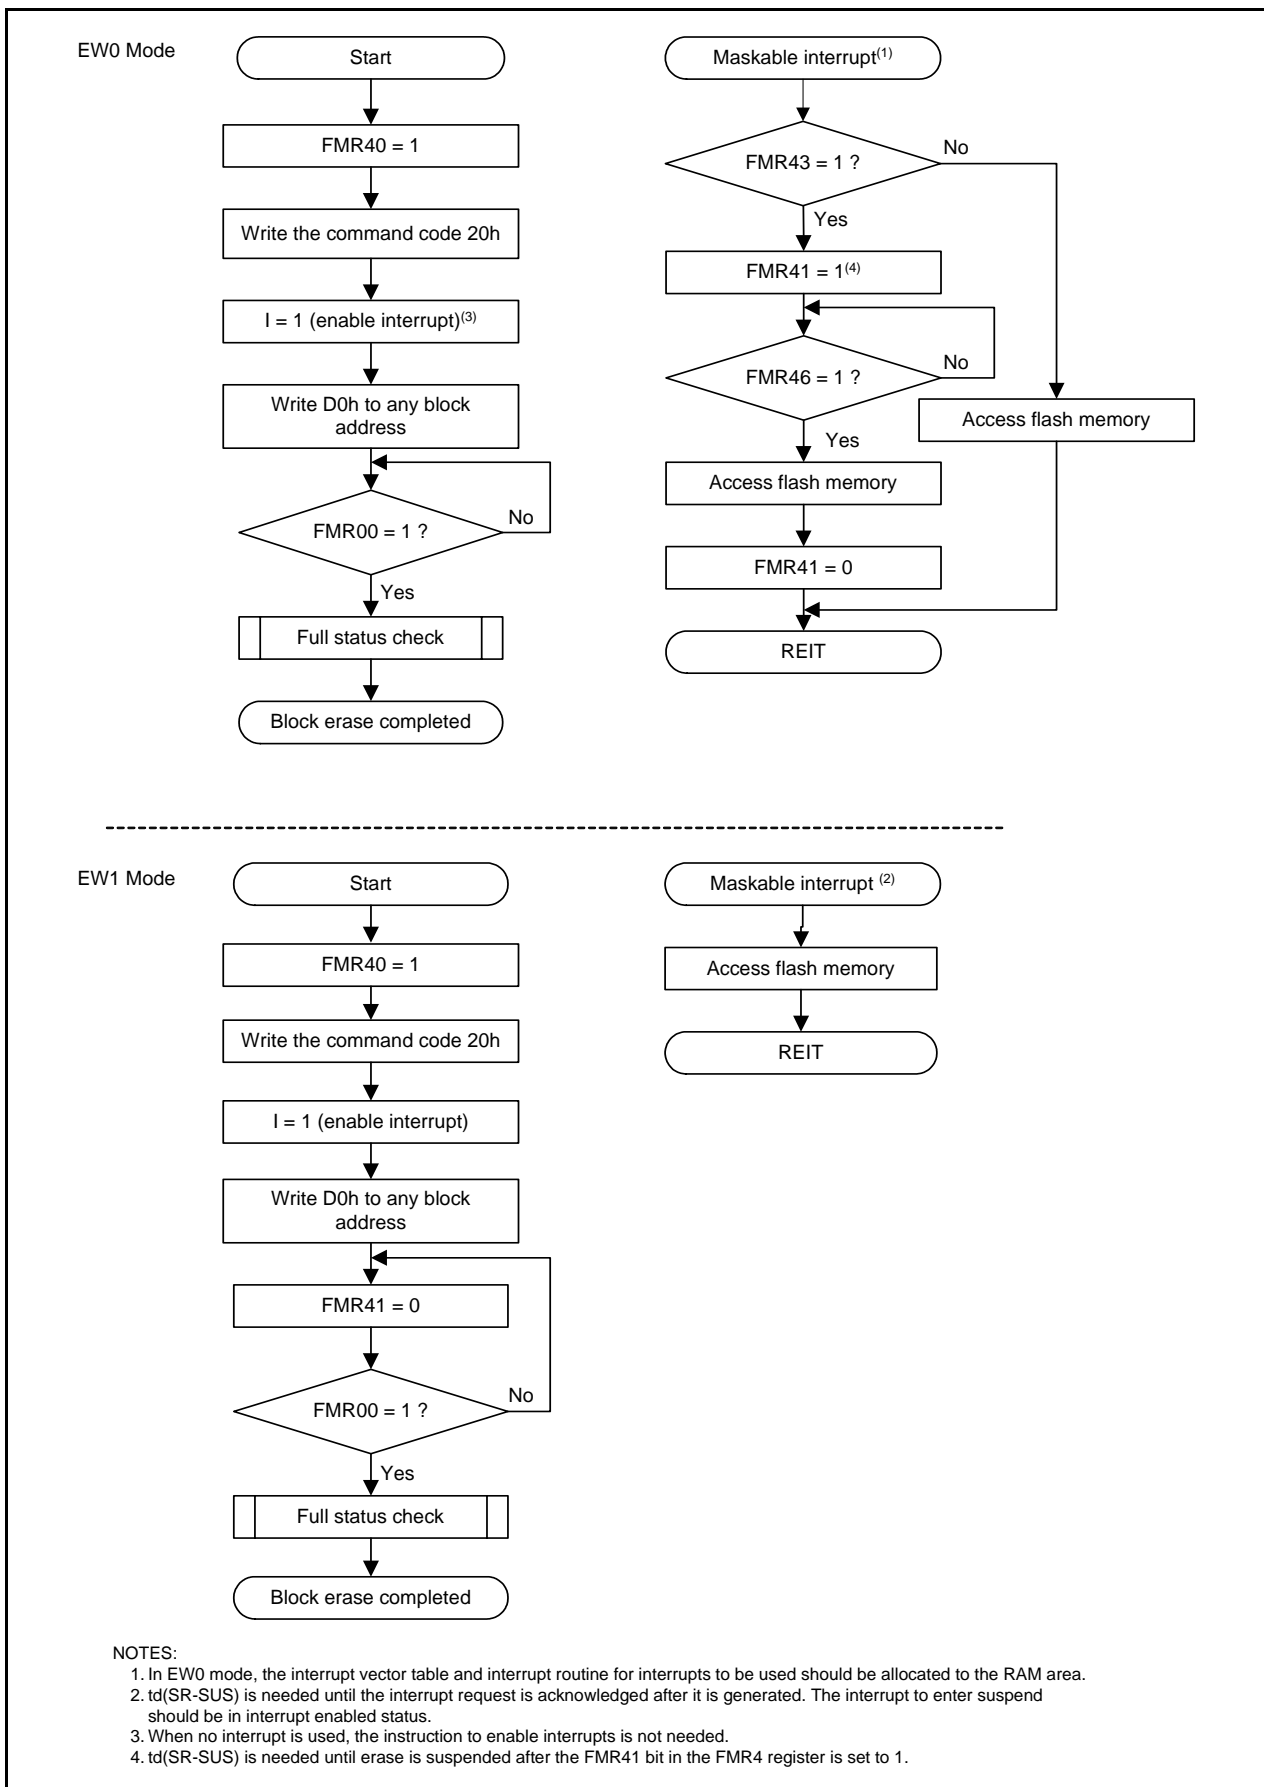 EW0 Mode
Start
FMR40 = 1
Write the command code 20h
I = 1 (enable interrupt)(3)
Write D0h to any block
address
FMR00 = 1 ?
No
Yes
Full status check
Block erase completed
Maskable interrupt(1)
FMR43 = 1 ?
No
Yes
FMR41 = 1(4)
FMR46 = 1 ?
No
Yes
Access flash memory
Access flash memory
FMR41 = 0
REIT
EW1 Mode
Start
FMR40 = 1
Write the command code 20h
I = 1 (enable interrupt)
Write D0h to any block
address
FMR41 = 0
FMR00 = 1 ?
No
Yes
Full status check
Block erase completed
Maskable interrupt (2)
Access flash memory
REIT
NOTES:
1. In EW0 mode, the interrupt vector table and interrupt routine for interrupts to be used should be allocated to the RAM area.
2. td(SR-SUS) is needed until the interrupt request is acknowledged after it is generated. The interrupt to enter suspend
should be in interrupt enabled status.
3. When no interrupt is used, the instruction to enable interrupts is not needed.
4. td(SR-SUS) is needed until erase is suspended after the FMR41 bit in the FMR4 register is set to 1.